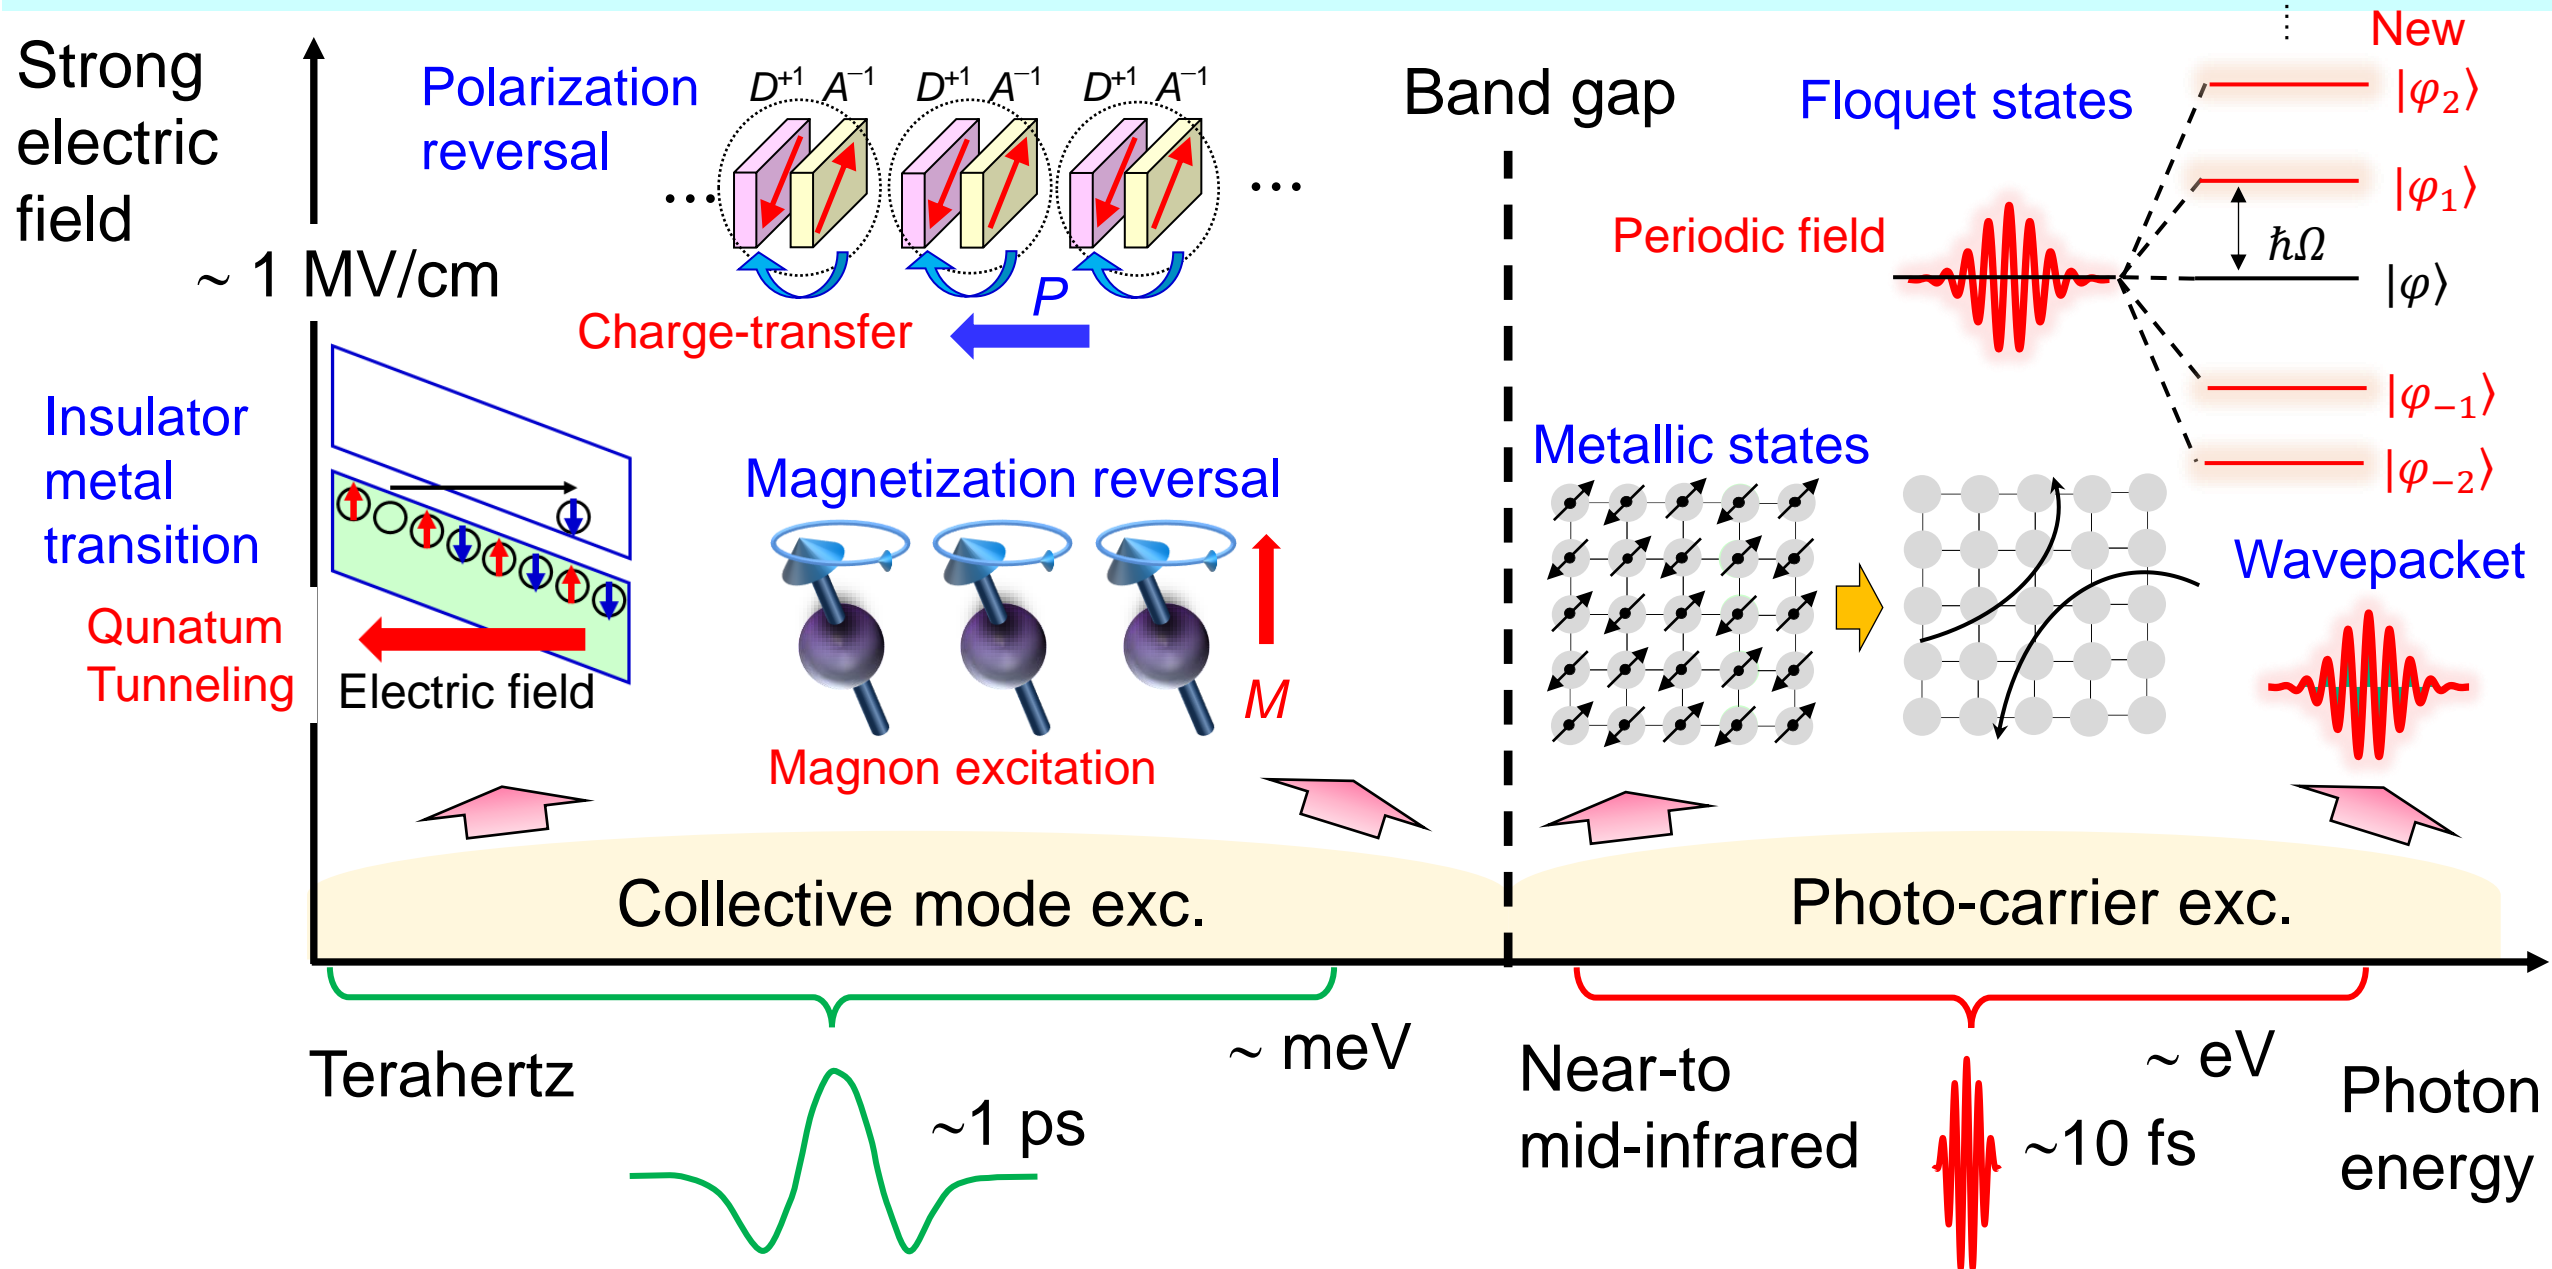 Strong
electric
field
~ 1 MV/cm
Polarization
reversal
D+1 A−1 D+1 A−1 D+1 A−1
...
...
P
Charge-transfer
Insulator
metal
transition
Qunatum
Tunneling
Electric field
Magnetization reversal
M
Magnon excitation
Band gap
Floquet states
New
|φ2⟩
|φ1⟩
ℏΩ
|φ⟩
|φ−1⟩
|φ−2⟩
Periodic field
Metallic states
Wavepacket
Collective mode exc.
Photo-carrier exc.
Terahertz
~ meV
~1 ps
Near-to
mid-infrared
~ eV
~10 fs
Photon
energy